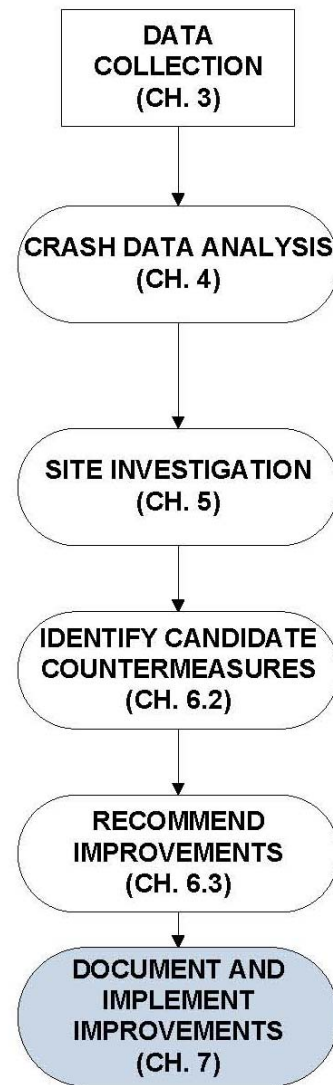 DATA
COLLECTION
(CH. 3)
CRASH DATA ANALYSIS
(CH. 4)
SITE INVESTIGATION
(CH. 5)
IDENTIFY CANDIDATE
COUNTERMEASURES
(CH. 6.2)
RECOMMEND
IMPROVEMENTS
(CH. 6.3)
DOCUMENT AND
IMPLEMENT
IMPROVEMENTS
(CH. 7)